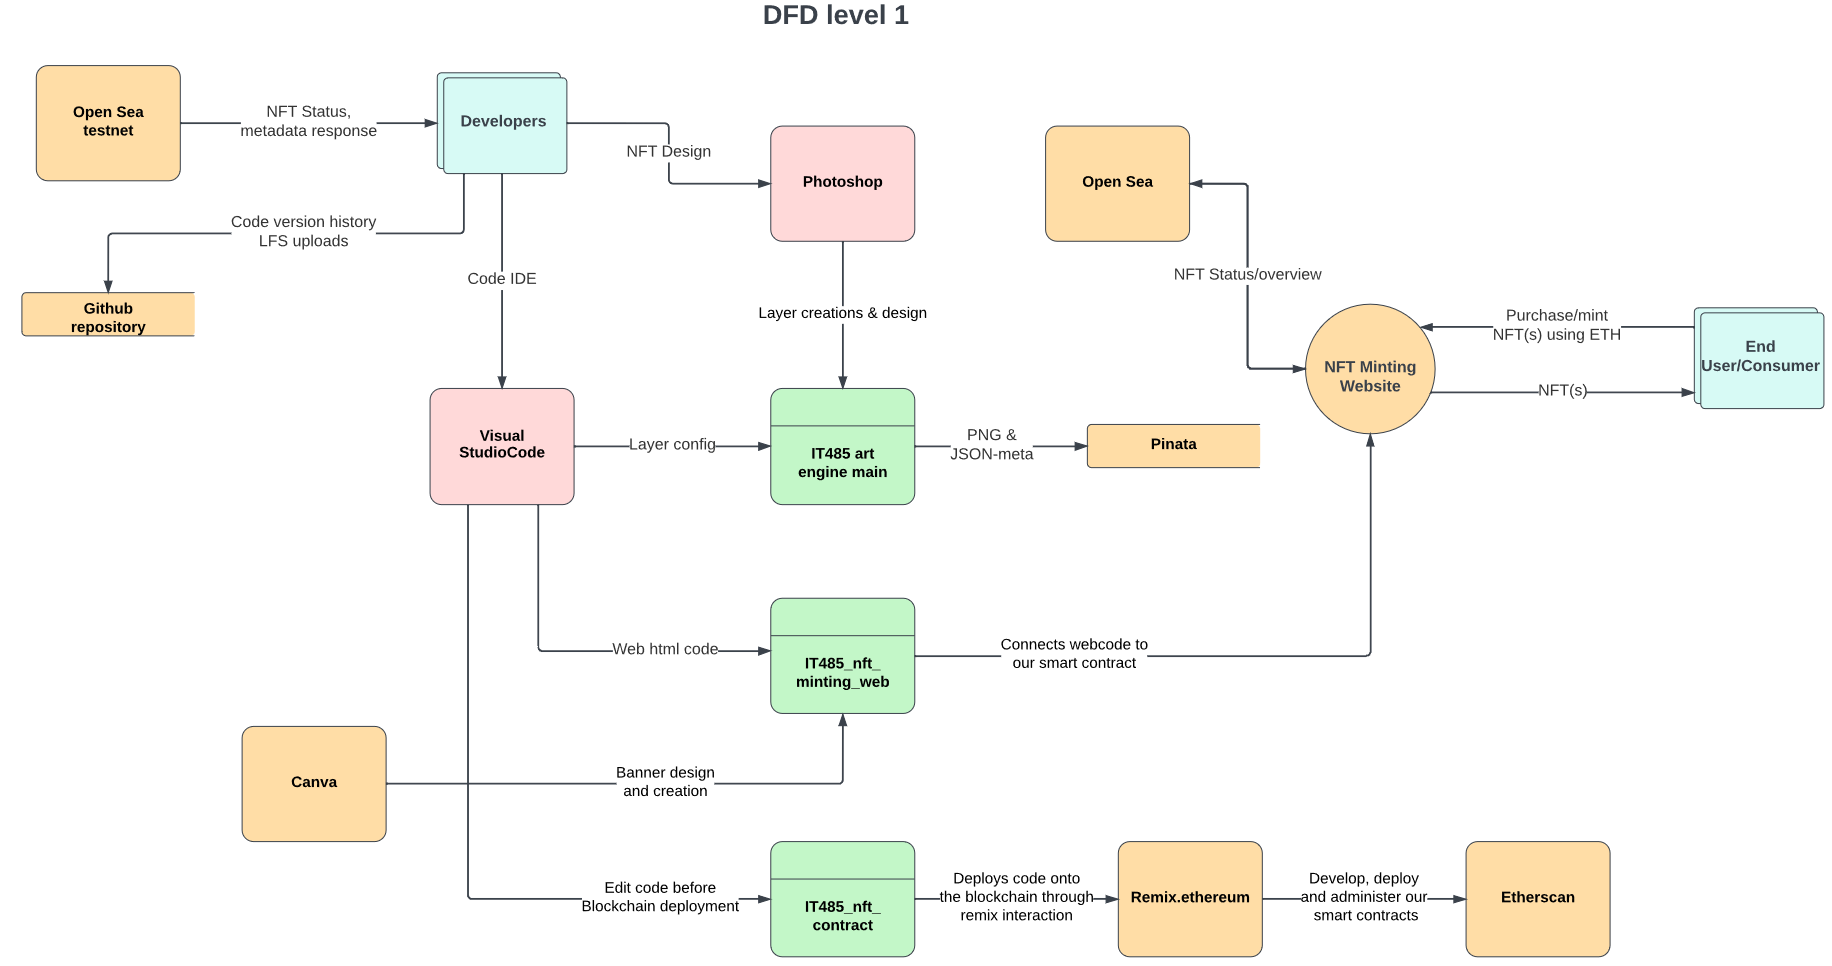 DFD level 1
Open Sea
testnet
NFT Status,
metadata response
Developers
NFT Design
Photoshop
Open Sea
Code version history
LFS uploads
Github
repository
Code IDE
Layer creations & design
NFT Status/overview
NFT Minting
Website
Purchase/mint
NFT(s) using ETH
NFT(s)
End
User/Consumer
Visual
StudioCode
Layer config
IT485 art
engine main
PNG &
JSON-meta
Pinata
Web html code
IT485_nft_
minting_web
Connects webcode to
our smart contract
Canva
Banner design
and creation
Edit code before
Blockchain deployment
IT485_nft_
contract
Deploys code onto
the blockchain through
remix interaction
Remix.ethereum
Develop, deploy
and administer our
smart contracts
Etherscan